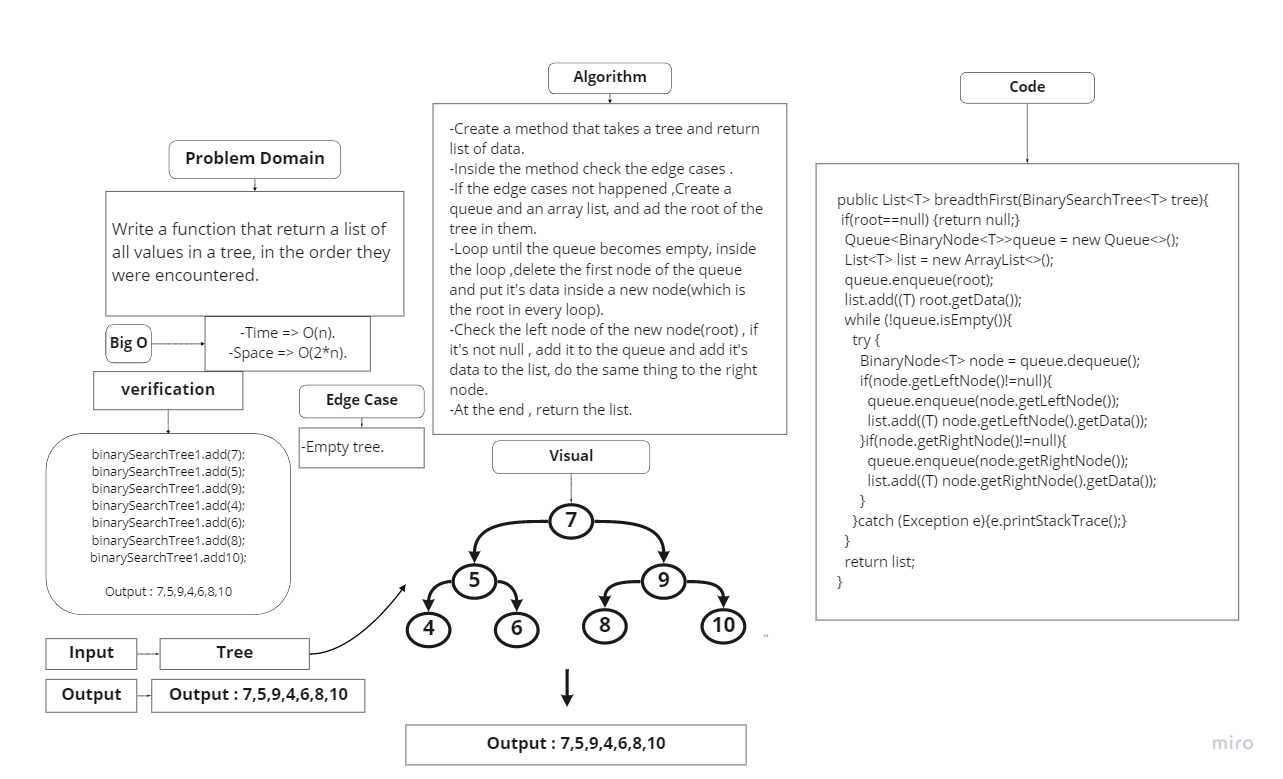 Problem Domain
Write a function that return a list of
all values in a tree, in the order they
were encountered.
Big O
-Time => O(n).
-Space => O(2*n).
verification
binarySearchTree1.add(7);
binarySearchTree1.add(5);
binarySearchTree1.add(9);
binarySearchTree1.add(4);
binarySearchTree1.add(6);
binarySearchTree1.add(8);
binarySearchTree1.add10);
Output : 7,5,9,4,6,8,10
Edge Case
-Empty tree.
Input
Tree
Output
Output : 7,5,9,4,6,8,10
Algorithm
-Create a method that takes a tree and return
list of data.
-Inside the method check the edge cases .
-If the edge cases not happened ,Create a
queue and an array list, and ad the root of the
tree in them.
-Loop until the queue becomes empty, inside
the loop ,delete the first node of the queue
and put it's data inside a new node(which is
the root in every loop).
-Check the left node of the new node(root) , if
it's not null , add it to the queue and add it's
data to the list, do the same thing to the right
node.
-At the end , return the list.
Visual
7
5
9
4
6
8
10
Output : 7,5,9,4,6,8,10
Code
public List<T> breadthFirst(BinarySearchTree<T> tree){
if(root==null) {return null;}
Queue<BinaryNode<T>>queue = new Queue<>();
List<T> list = new ArrayList<>();
queue.enqueue(root);
list.add((T) root.getData());
while (!queue.isEmpty()){
try {
BinaryNode<T> node = queue.dequeue();
if(node.getLeftNode()!=null){
queue.enqueue(node.getLeftNode());
list.add((T) node.getLeftNode().getData());
}if(node.getRightNode()!=null){
queue.enqueue(node.getRightNode());
list.add((T) node.getRightNode().getData());
}
}catch (Exception e){e.printStackTrace();}
}
return list;
}
miro